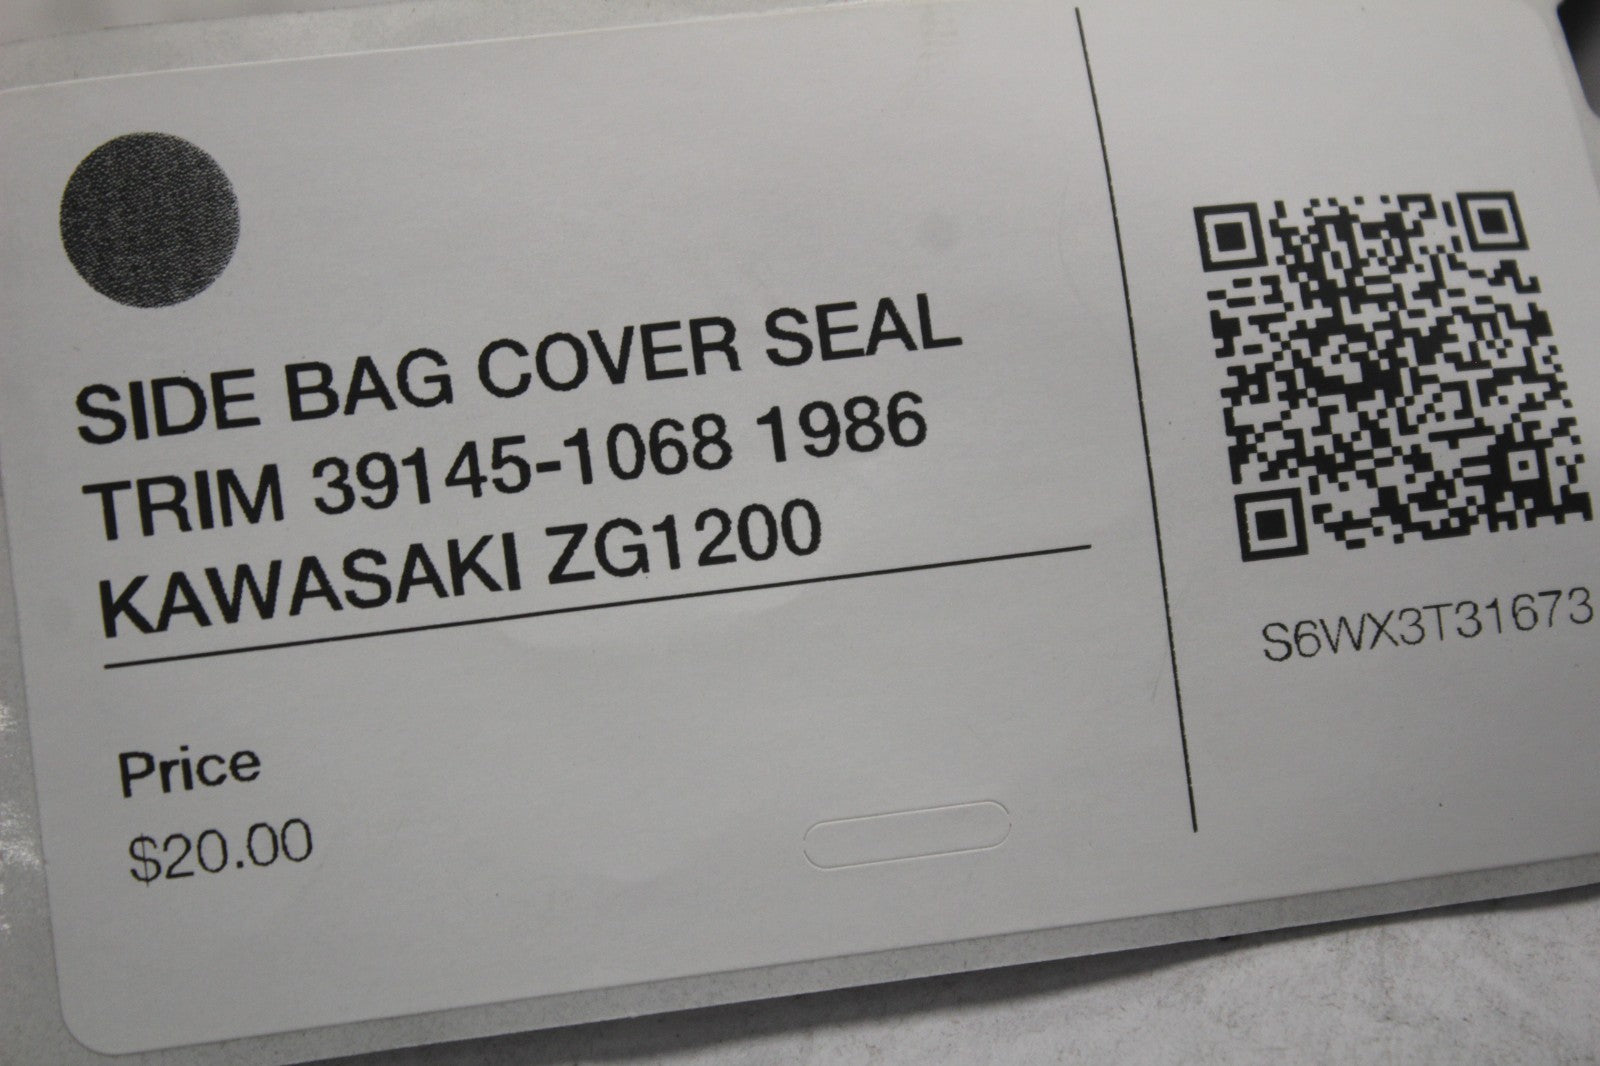 SIDE BAG COVER SEAL
TRIM 39145-1068 1986
KAWASAKI ZG1200
Price
$20.00
S6WX3T31673